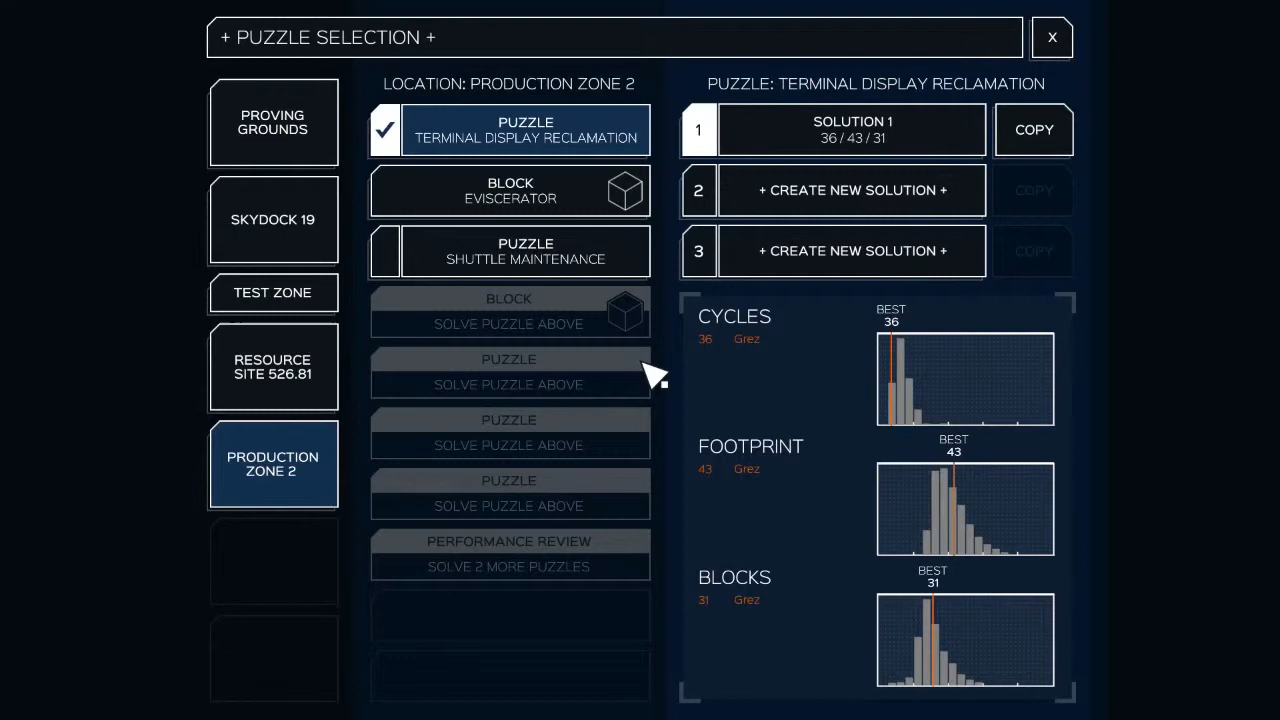 + PUZZLE SELECTION +
X
PROVING
GROUNDS
SKYDOCK 19
TEST ZONE
RESOURCE
SITE 526.81
PRODUCTION
ZONE 2
LOCATION: PRODUCTION ZONE 2
PUZZLE
TERMINAL DISPLAY RECLAMATION
BLOCK
EVISCERATOR
PUZZLE
SHUTTLE MAINTENANCE
BLOCK
SOLVE PUZZLE ABOVE
PUZZLE
SOLVE PUZZLE ABOVE
PUZZLE
SOLVE PUZZLE ABOVE
PUZZLE
SOLVE PUZZLE ABOVE
PERFORMANCE REVIEW
SOLVE 2 MORE PUZZLES
PUZZLE: TERMINAL DISPLAY RECLAMATION
1
SOLUTION 1
36 / 43 / 31
COPY
2
+ CREATE NEW SOLUTION +
COPY
3
+ CREATE NEW SOLUTION +
COPY
CYCLES
36 Grez
BEST
36
FOOTPRINT
43 Grez
BEST
43
BLOCKS
31 Grez
BEST
31